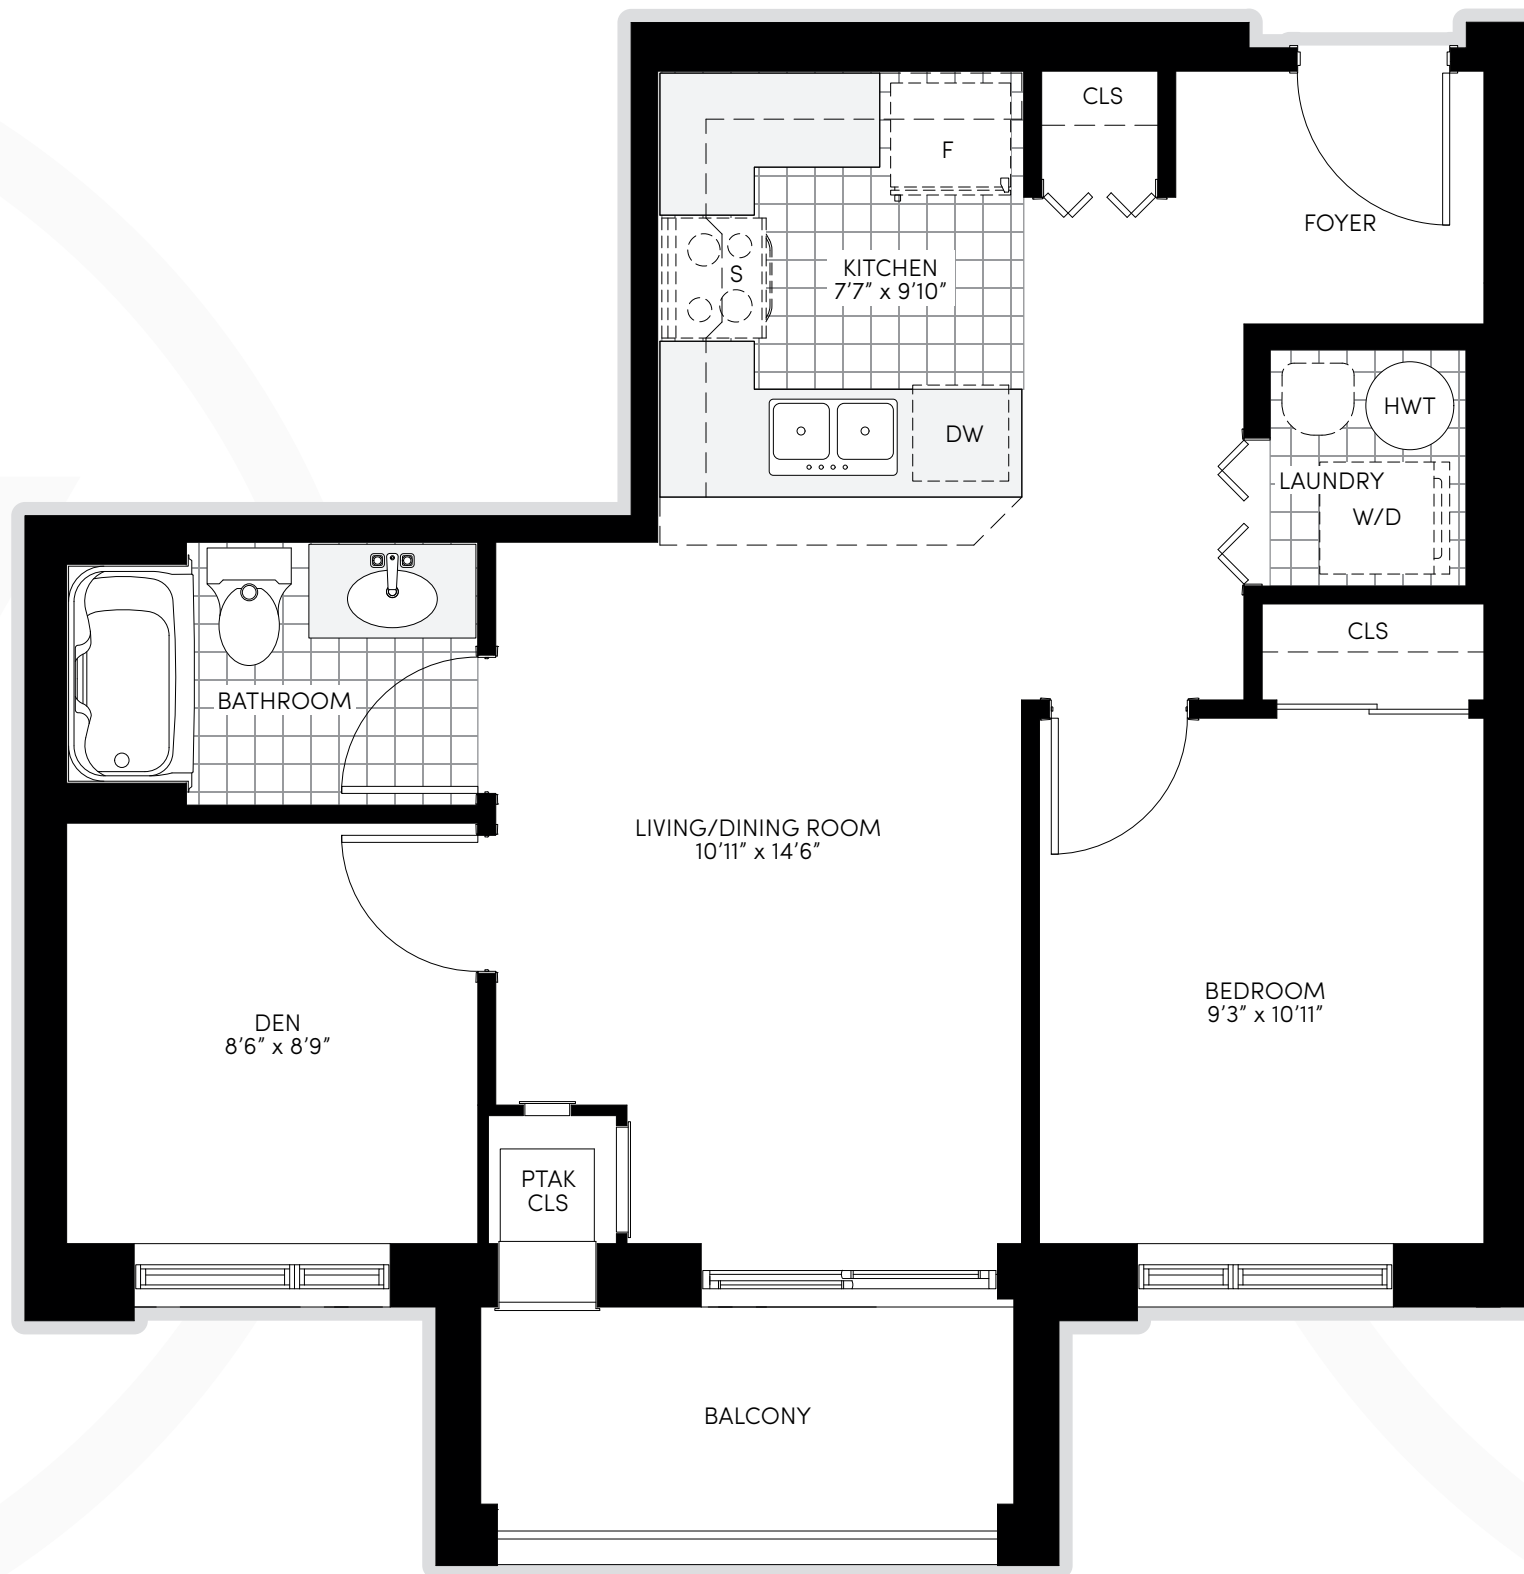 CLS
F
FOYER
KITCHEN
7’7” x 9’10”
S
HWT
DW
LAUNDRY
W/D
CLS
BATHROOM
LIVING/DINING ROOM
10’11” x 14’6”
BEDROOM
9’3” x 10’11”
DEN
8’6” x 8’9”
PTAK
CLS
BALCONY